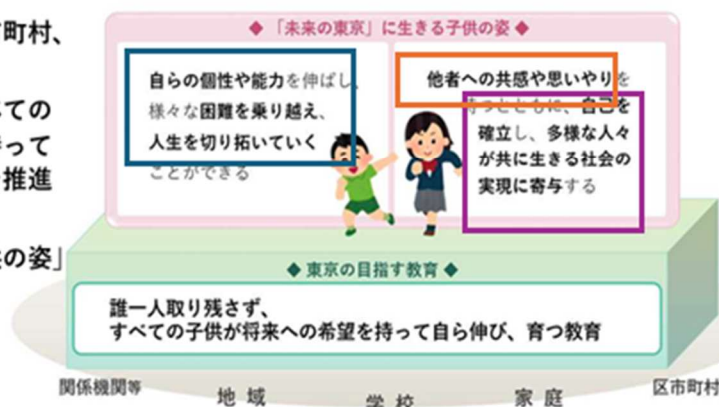 町村、
ての
って
推進
の姿」
◆ 「未来の東京」に生きる子供の姿 ◆
自らの個性や能力を伸ばし、
様々な困難を乗り越え、
人生を切り拓いていく
ことができる
他者への共感や思いやりを
持つとともに、自己を
確立し、多様な人々
が共に生きる社会の
実現に寄与する
◆ 東京の目指す教育 ◆
誰一人取り残さず、
すべての子供が将来への希望を持って自ら伸び、育つ教育
関係機関等
地域
学校
家庭
区市町村